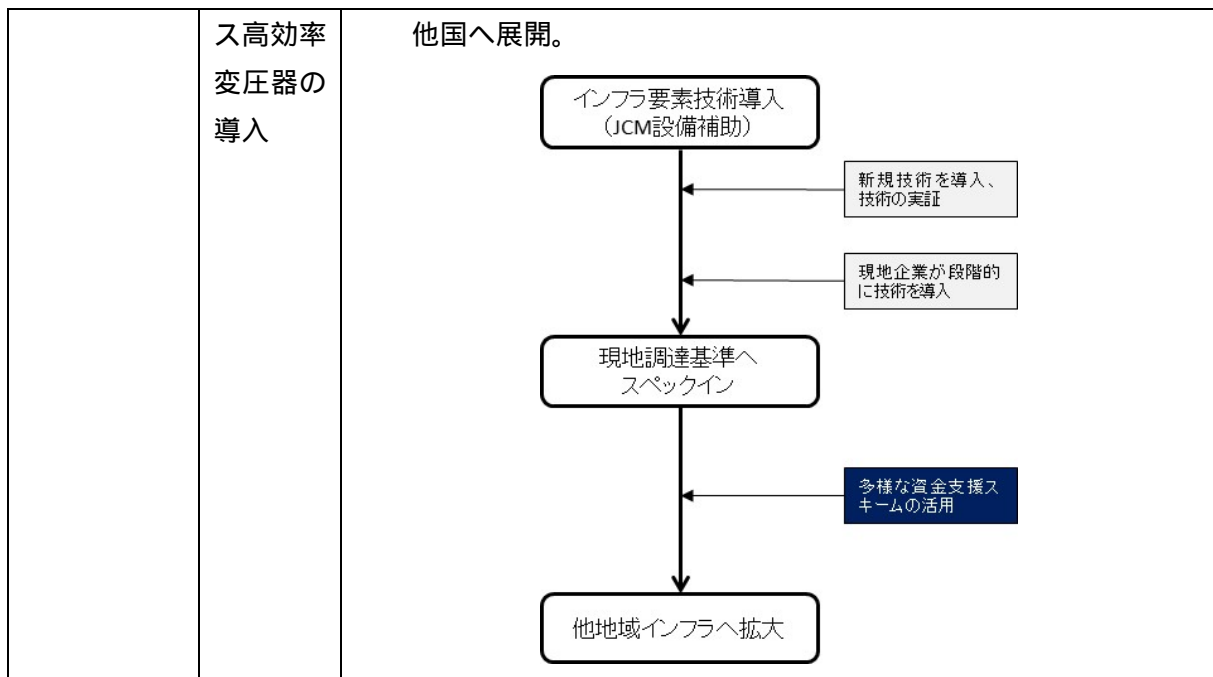 ス高効率
変圧器の
導入
他国へ展開。
インフラ要素技術導入
（JCM設備補助）
新規技術を導入、
技術の実証
現地企業が段階的
に技術を導入
現地調達基準へ
スペックイン
多様な資金支援ス
キームの活用
他地域インフラへ拡大